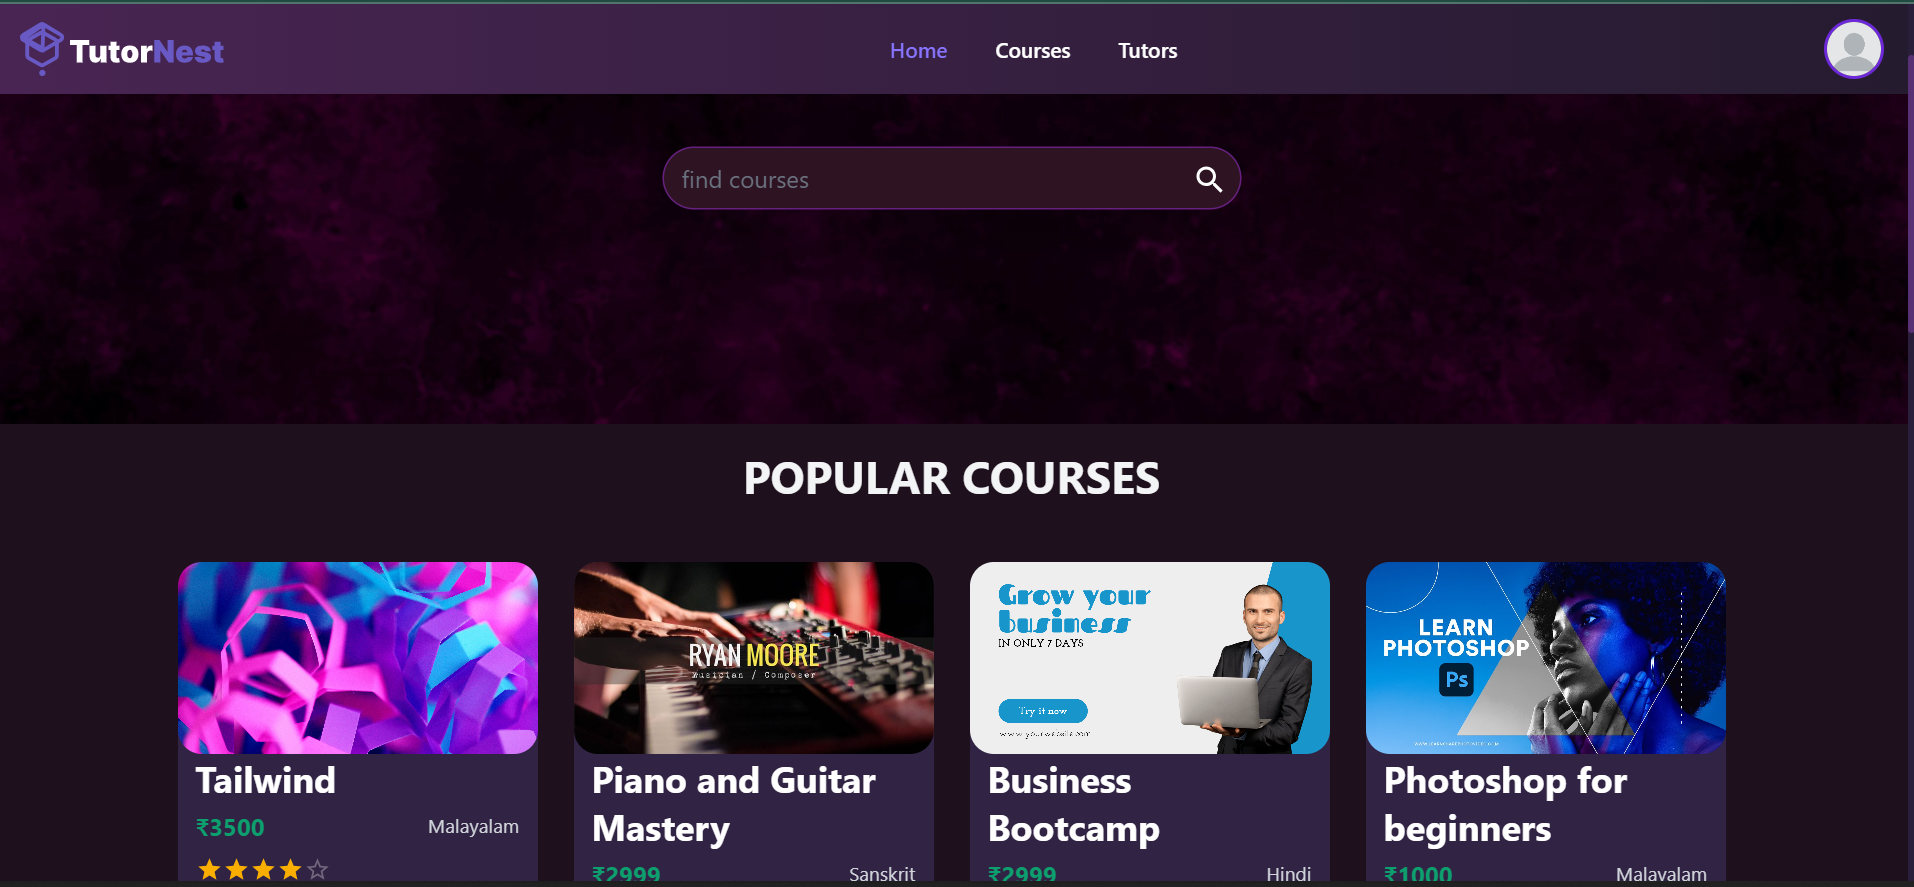 TutorNest
Home
Courses
Tutors
find courses
POPULAR COURSES
RYAN MOORE
Musician / Composer
Grow your
business
IN ONLY 7 DAYS
Try it now
www.yourwebsite.com
LEARN
PHOTOSHOP
Ps
Tailwind
₹3500
Malayalam
Piano and Guitar
Mastery
₹2999
Sanskrit
Business
Bootcamp
₹2999
Hindi
Photoshop for
beginners
₹1000
Malayalam